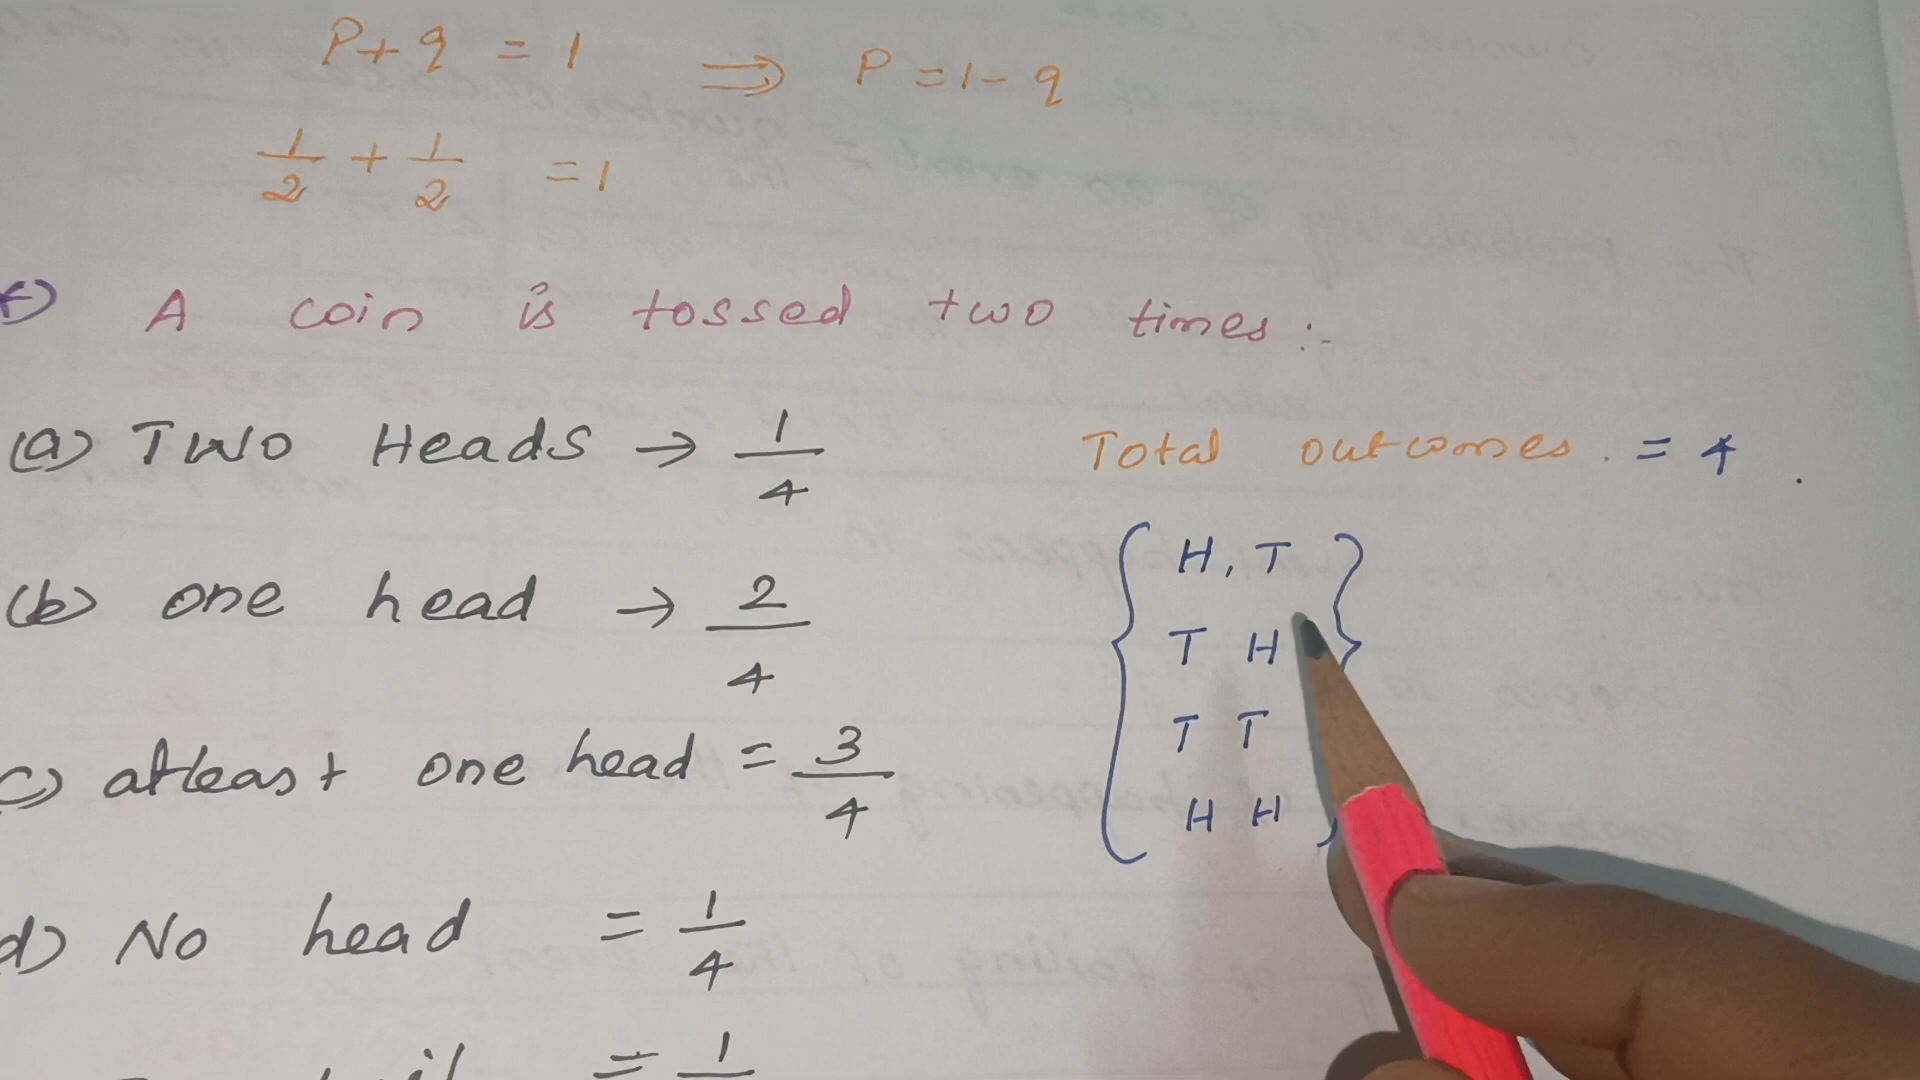 P+q = 1 ⇒ P = 1-q
1/2 + 1/2 = 1
A coin is tossed two times :-
(a) Two Heads → 1/4
Total outcomes. = 4.
(b) one head → 2/4
{ H, T
T H
T T
H H }
c) atleast one head = 3/4
d) No head = 1/4
= 1